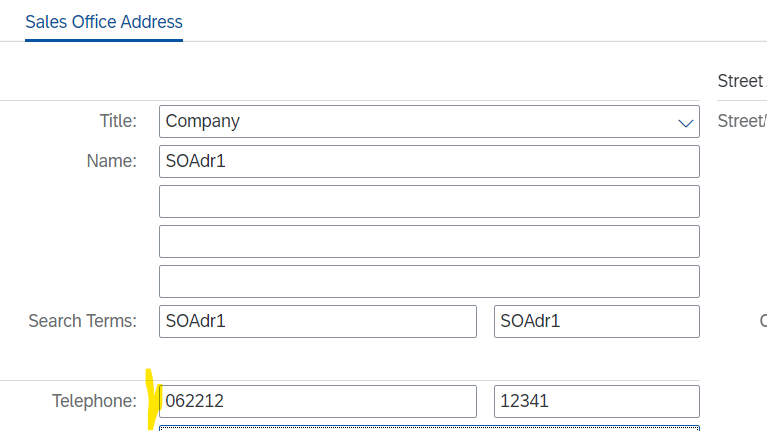 Sales Office Address
Street
Title: Company Street/
Name: SOAdr1
Search Terms: SOAdr1 SOAdr1
Telephone: 062212 12341